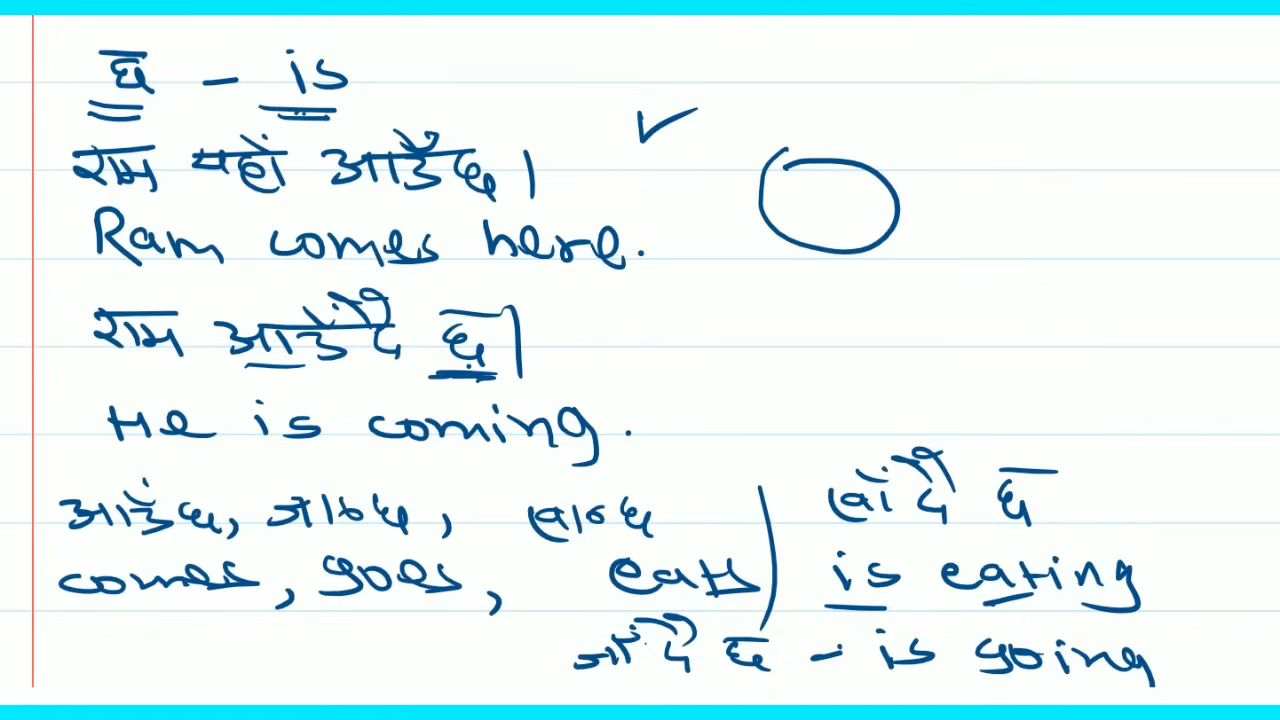 छ - is
राम यहाँ आउँछ।
Ram comes here.
राम आउँदै छ।
He is coming.
आउँछ, जान्छ, खान्छ
comes, goes, eats
खाँदै छ
is eating
जाँदै छ - is going